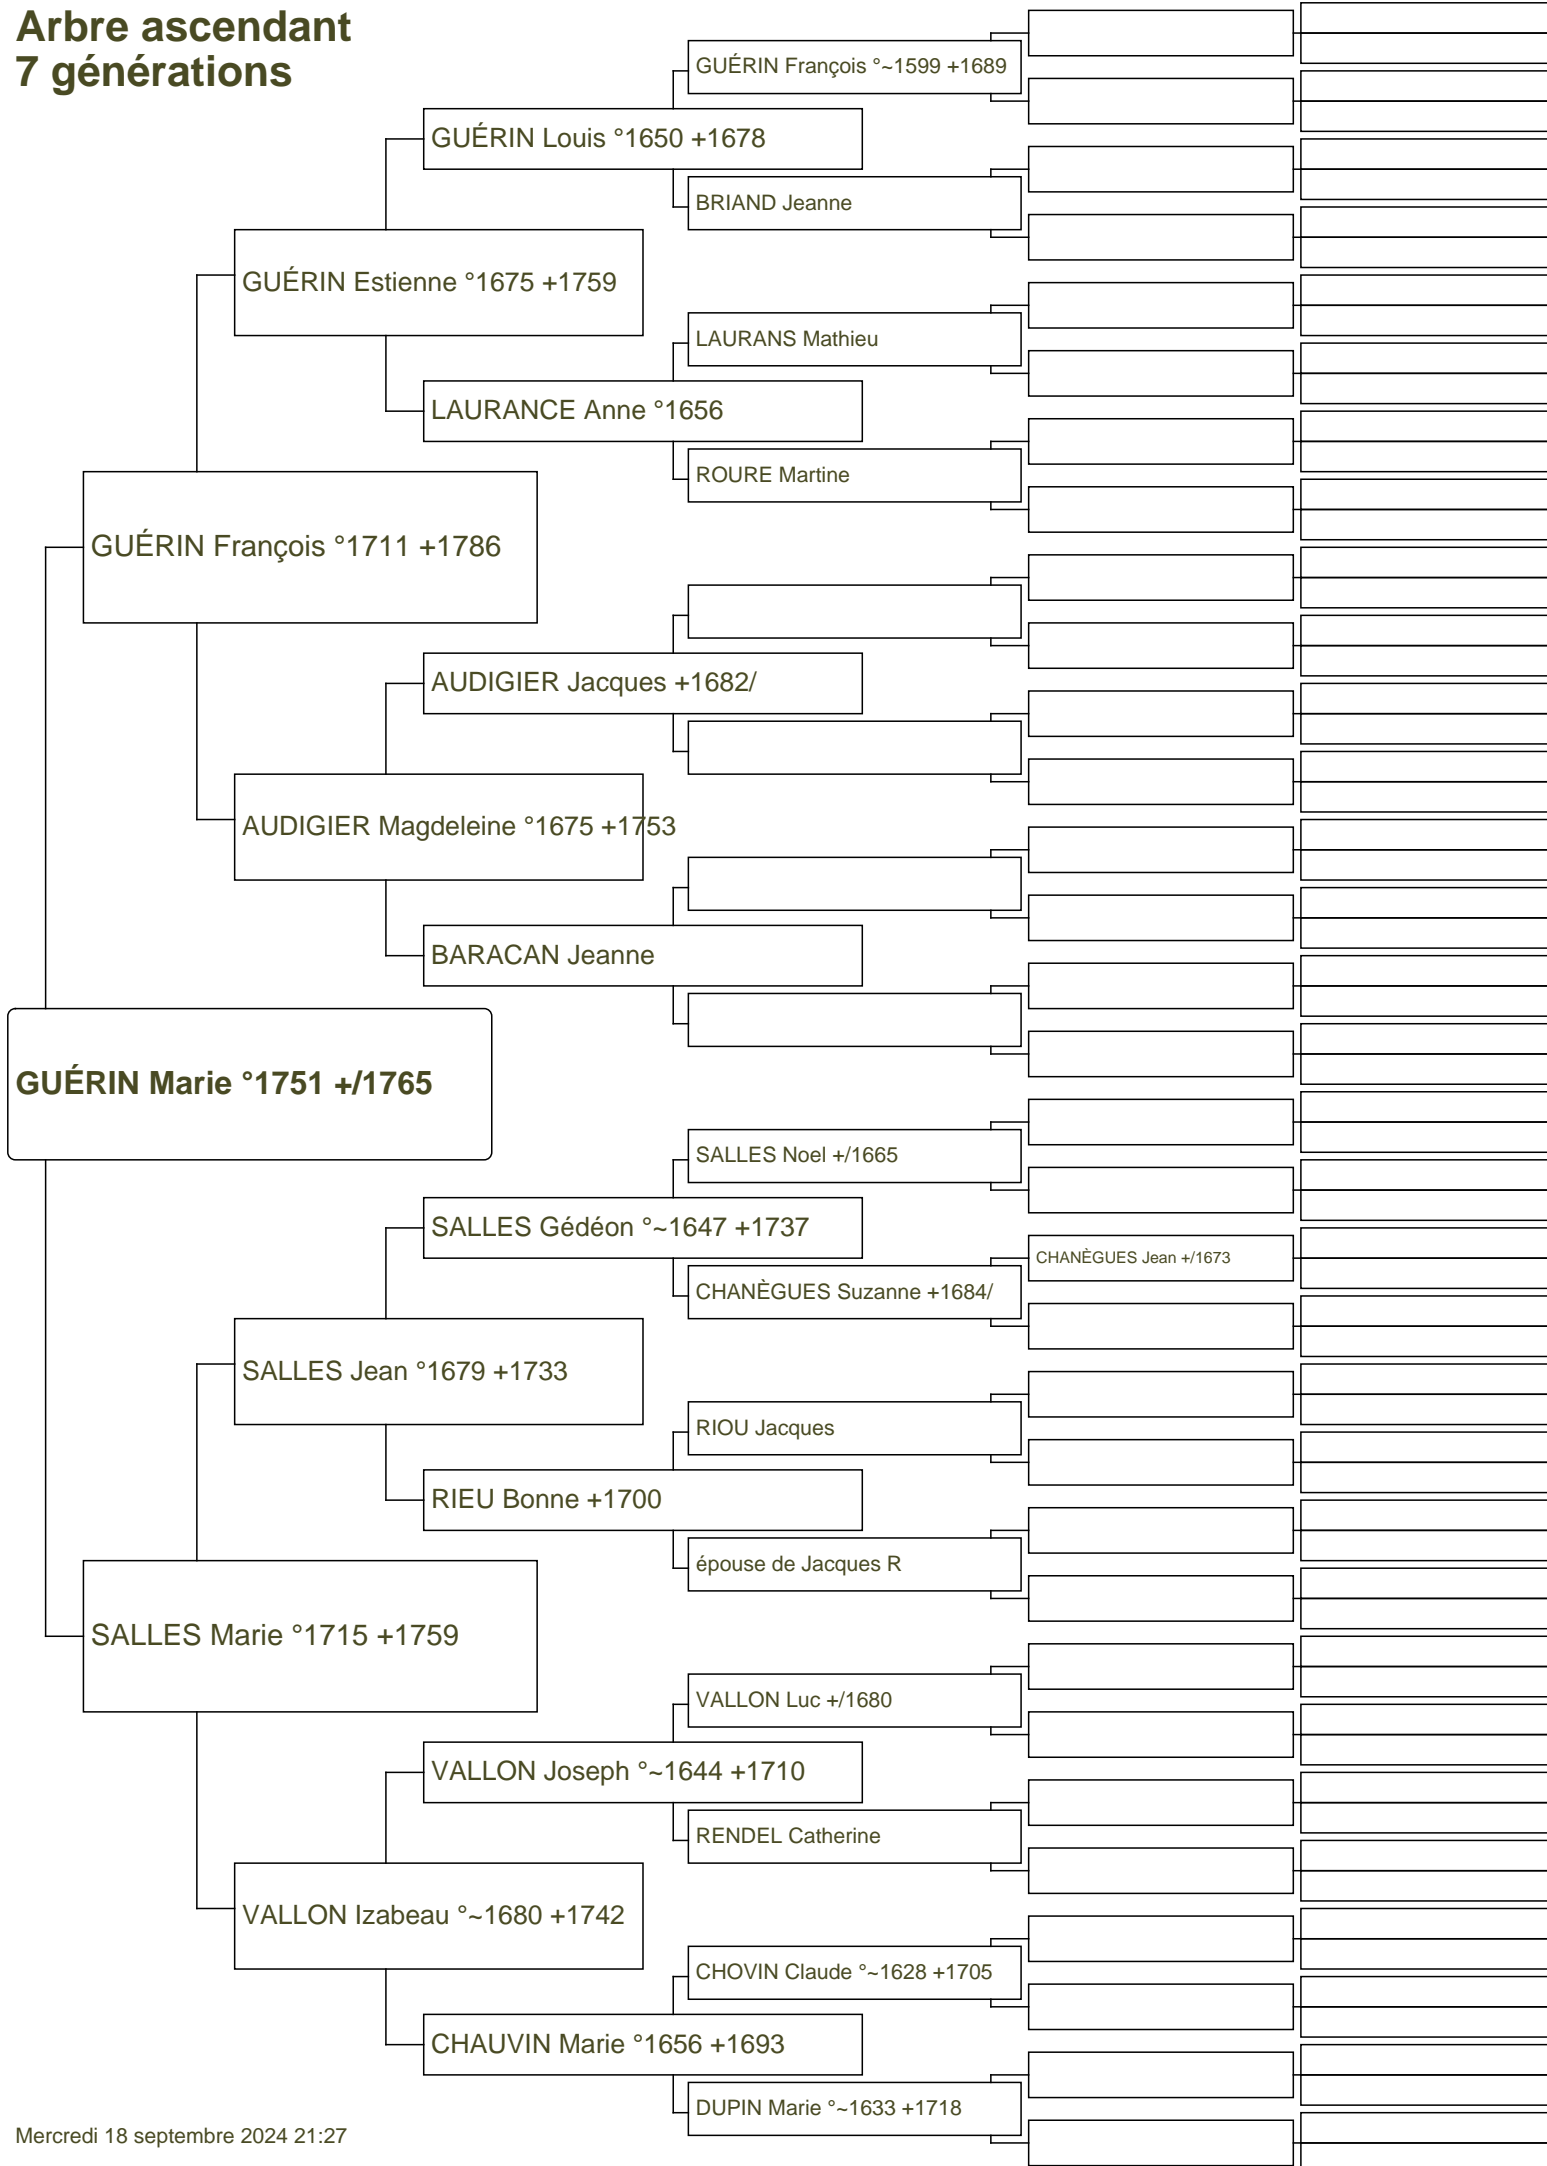 Arbre ascendant
7 générations
GUÉRIN François °~1599 +1689
GUÉRIN Louis °1650 +1678
BRIAND Jeanne
GUÉRIN Estienne °1675 +1759
LAURANS Mathieu
LAURANCE Anne °1656
ROURE Martine
GUÉRIN François °1711 +1786
AUDIGIER Jacques +1682/
AUDIGIER Magdeleine °1675 +1753
BARACAN Jeanne
GUÉRIN Marie °1751 +/1765
SALLES Noel +/1665
SALLES Gédéon °~1647 +1737
CHANÈGUES Jean +/1673
CHANÈGUES Suzanne +1684/
SALLES Jean °1679 +1733
RIOU Jacques
RIEU Bonne +1700
épouse de Jacques R
SALLES Marie °1715 +1759
VALLON Luc +/1680
VALLON Joseph °~1644 +1710
RENDEL Catherine
VALLON Izabeau °~1680 +1742
CHOVIN Claude °~1628 +1705
CHAUVIN Marie °1656 +1693
DUPIN Marie °~1633 +1718
Mercredi 18 septembre 2024 21:27